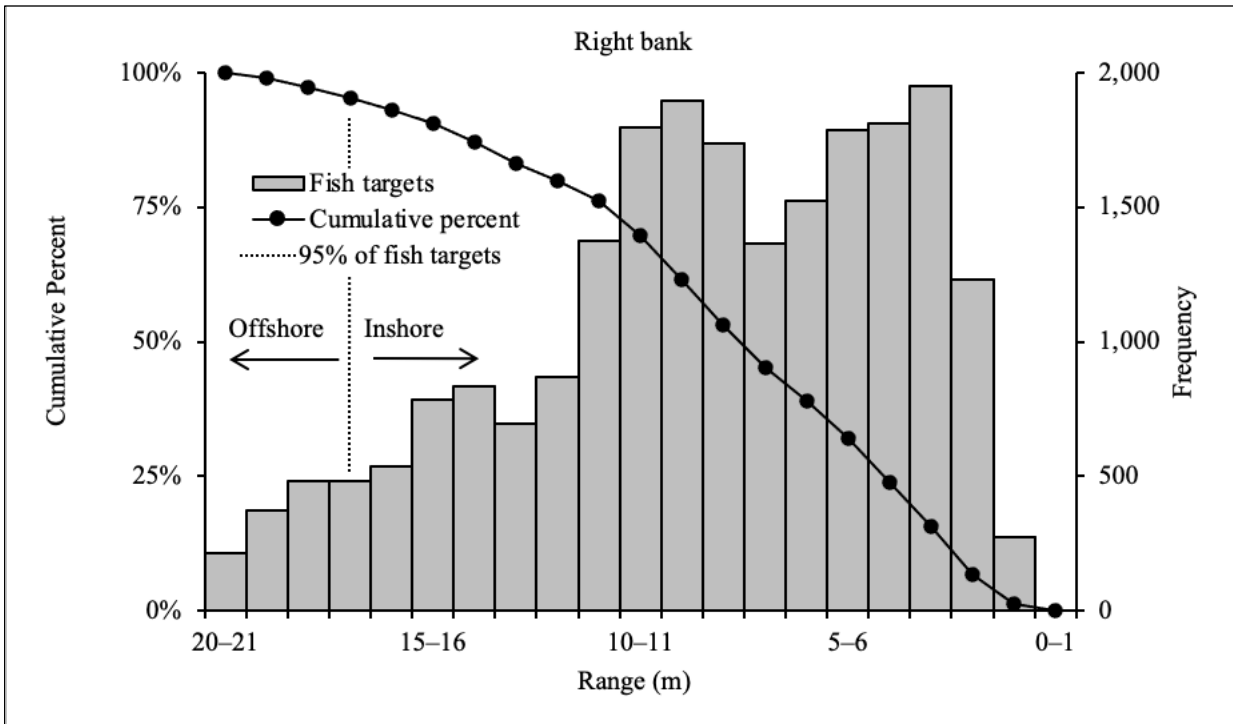 Right bank
100%
75%
50%
25%
0%
Cumulative Percent
2,000
1,500
1,000
500
0
Frequency
Fish targets
Cumulative percent
95% of fish targets
Offshore Inshore
20–21 15–16 10–11 5–6 0–1
Range (m)